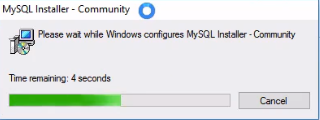 MySQL Installer - Community
Please wait while Windows configures MySQL Installer - Community
Time remaining: 4 seconds
Cancel